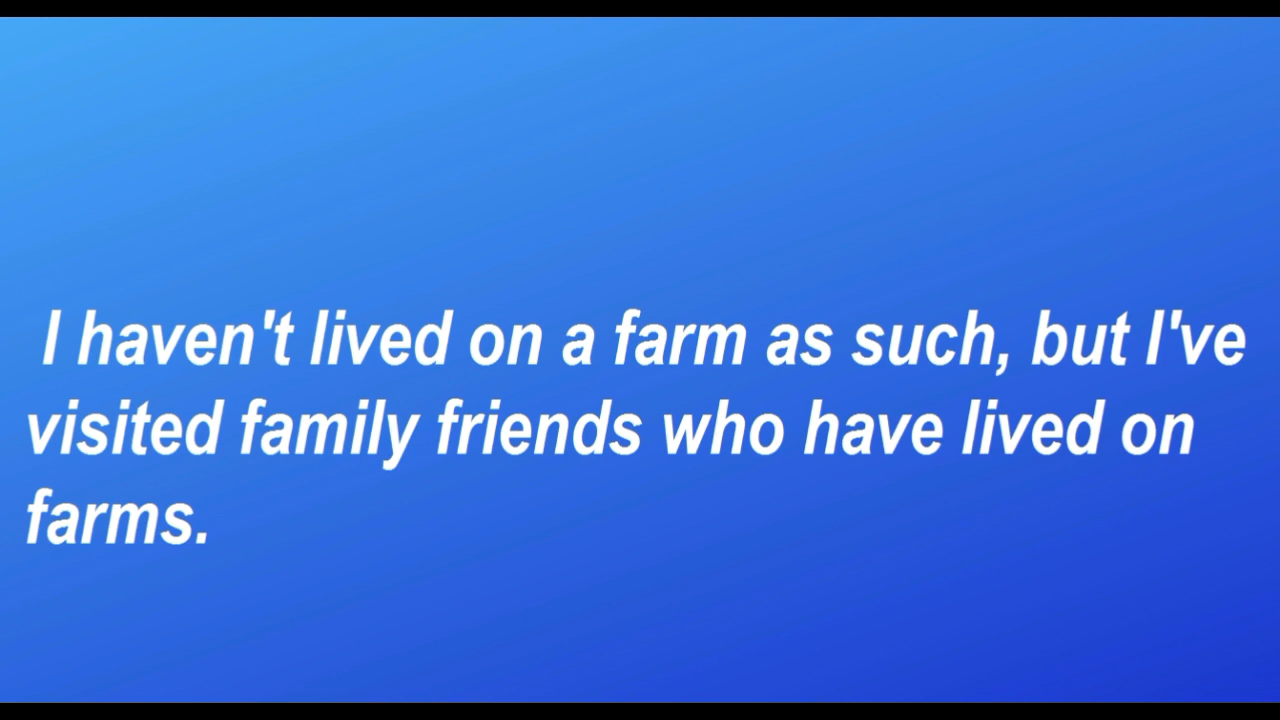 I haven't lived on a farm as such, but I've
visited family friends who have lived on
farms.